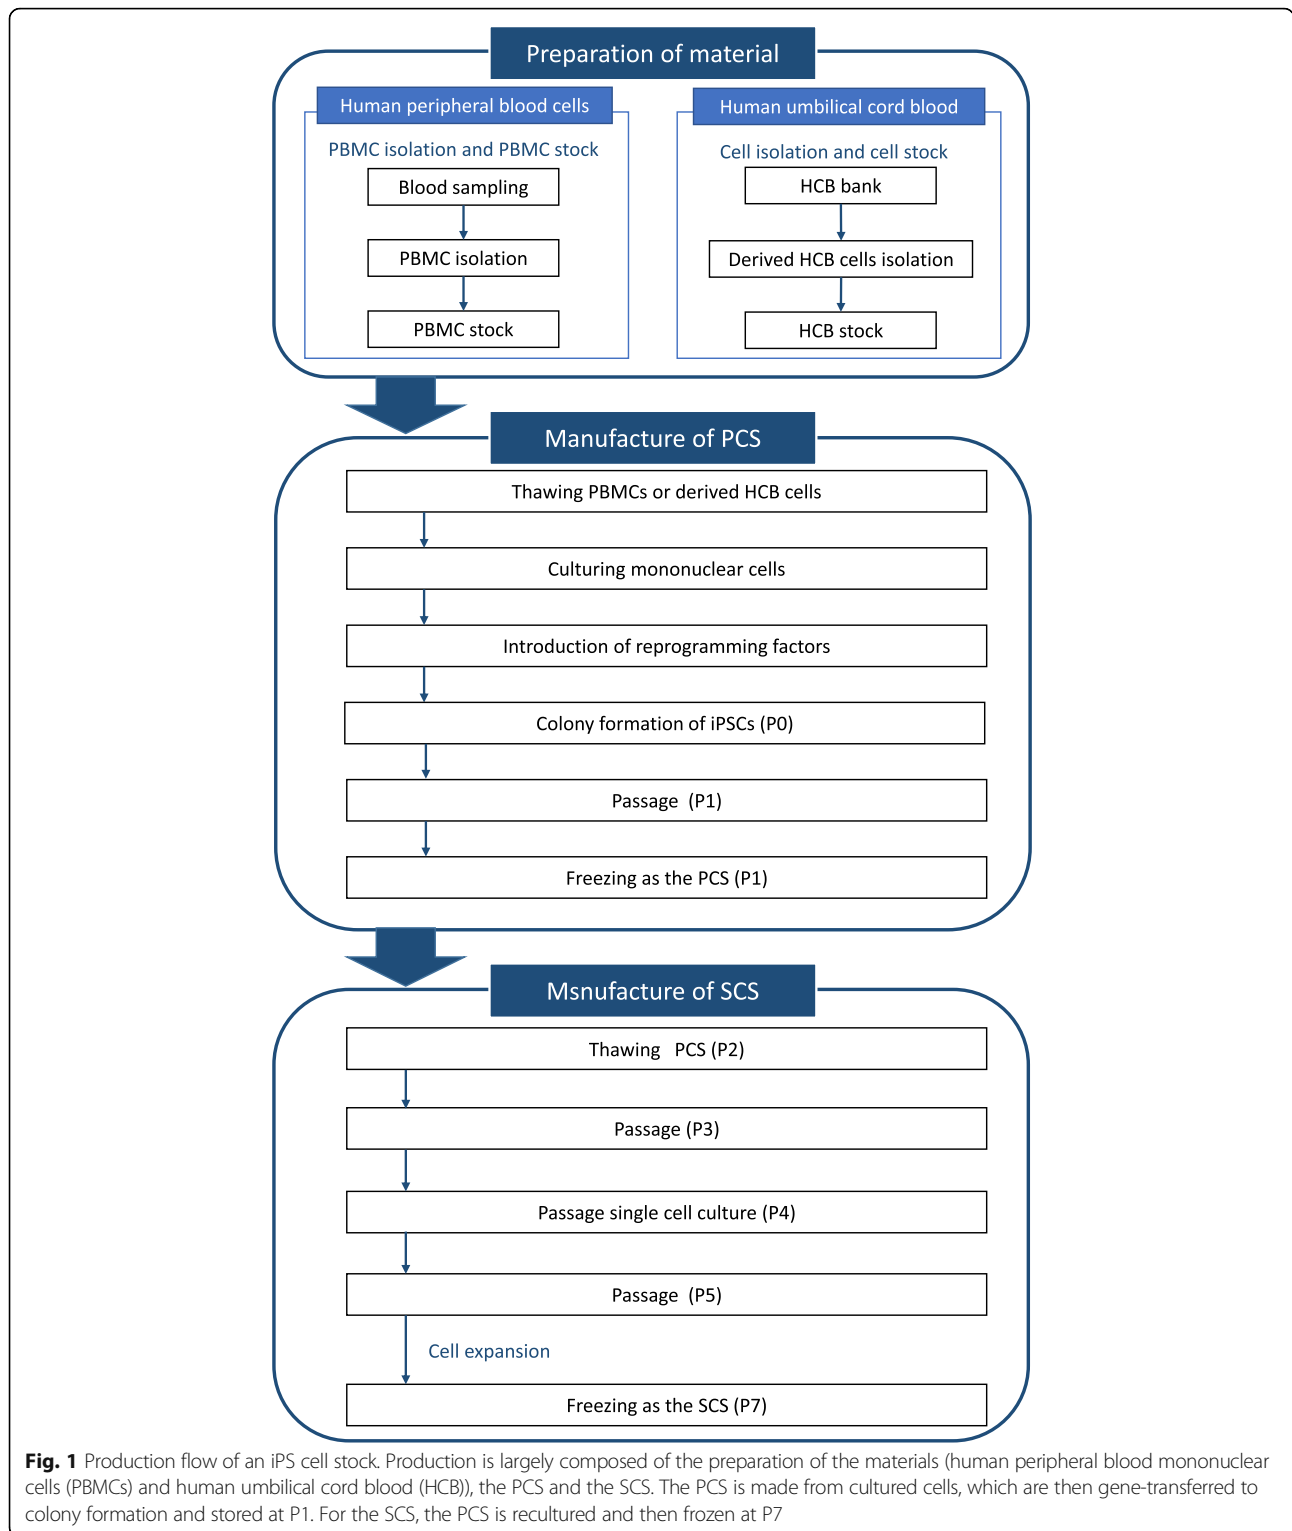 Preparation of material
Human peripheral blood cells
PBMC isolation and PBMC stock
Blood sampling
PBMC isolation
PBMC stock
Human umbilical cord blood
Cell isolation and cell stock
HCB bank
Derived HCB cells isolation
HCB stock
Manufacture of PCS
Thawing PBMCs or derived HCB cells
Culturing mononuclear cells
Introduction of reprogramming factors
Colony formation of iPSCs (P0)
Passage (P1)
Freezing as the PCS (P1)
Msnufacture of SCS
Thawing PCS (P2)
Passage (P3)
Passage single cell culture (P4)
Passage (P5)
Cell expansion
Freezing as the SCS (P7)
Fig. 1 Production flow of an iPS cell stock. Production is largely composed of the preparation of the materials (human peripheral blood mononuclear
cells (PBMCs) and human umbilical cord blood (HCB)), the PCS and the SCS. The PCS is made from cultured cells, which are then gene-transferred to
colony formation and stored at P1. For the SCS, the PCS is recultured and then frozen at P7